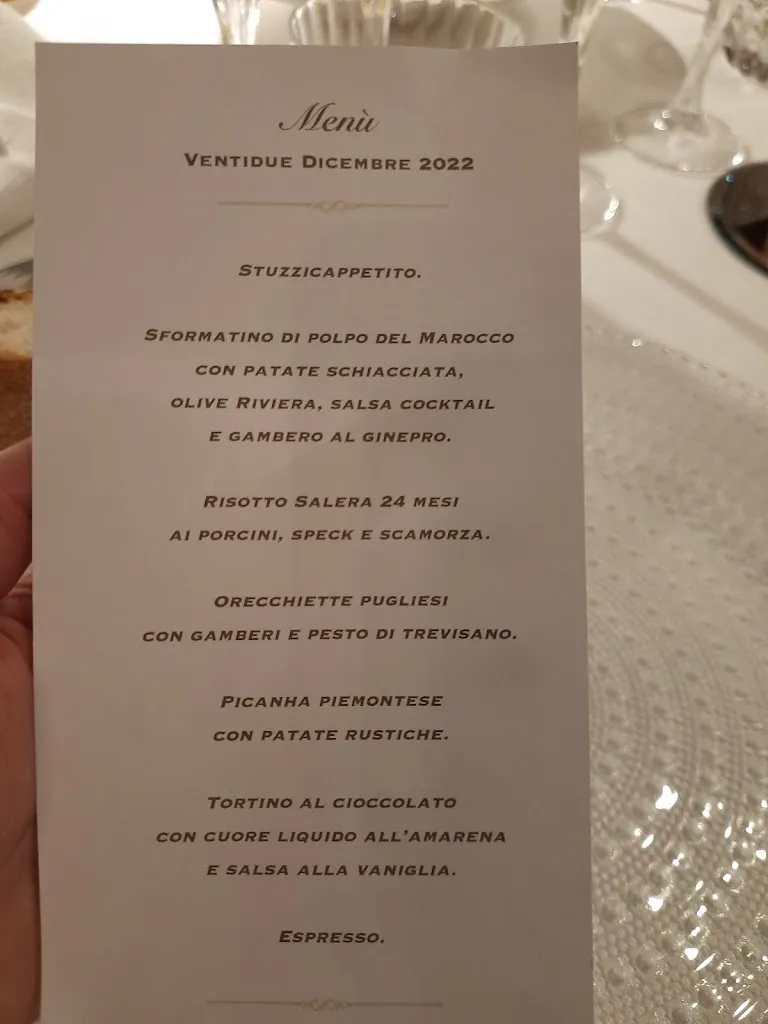 Menù
Ventidue Dicembre 2022
Stuzzicappetito.
Sformatino di polpo del Marocco
con patate schiacciata,
olive Riviera, salsa cocktail
e gambero al ginepro.
Risotto Salera 24 mesi
ai porcini, speck e scamorza.
Orecchiette pugliesi
con gamberi e pesto di trevisano.
Picanha piemontese
con patate rustiche.
Tortino al cioccolato
con cuore liquido all'amarena
e salsa alla vaniglia.
Espresso.